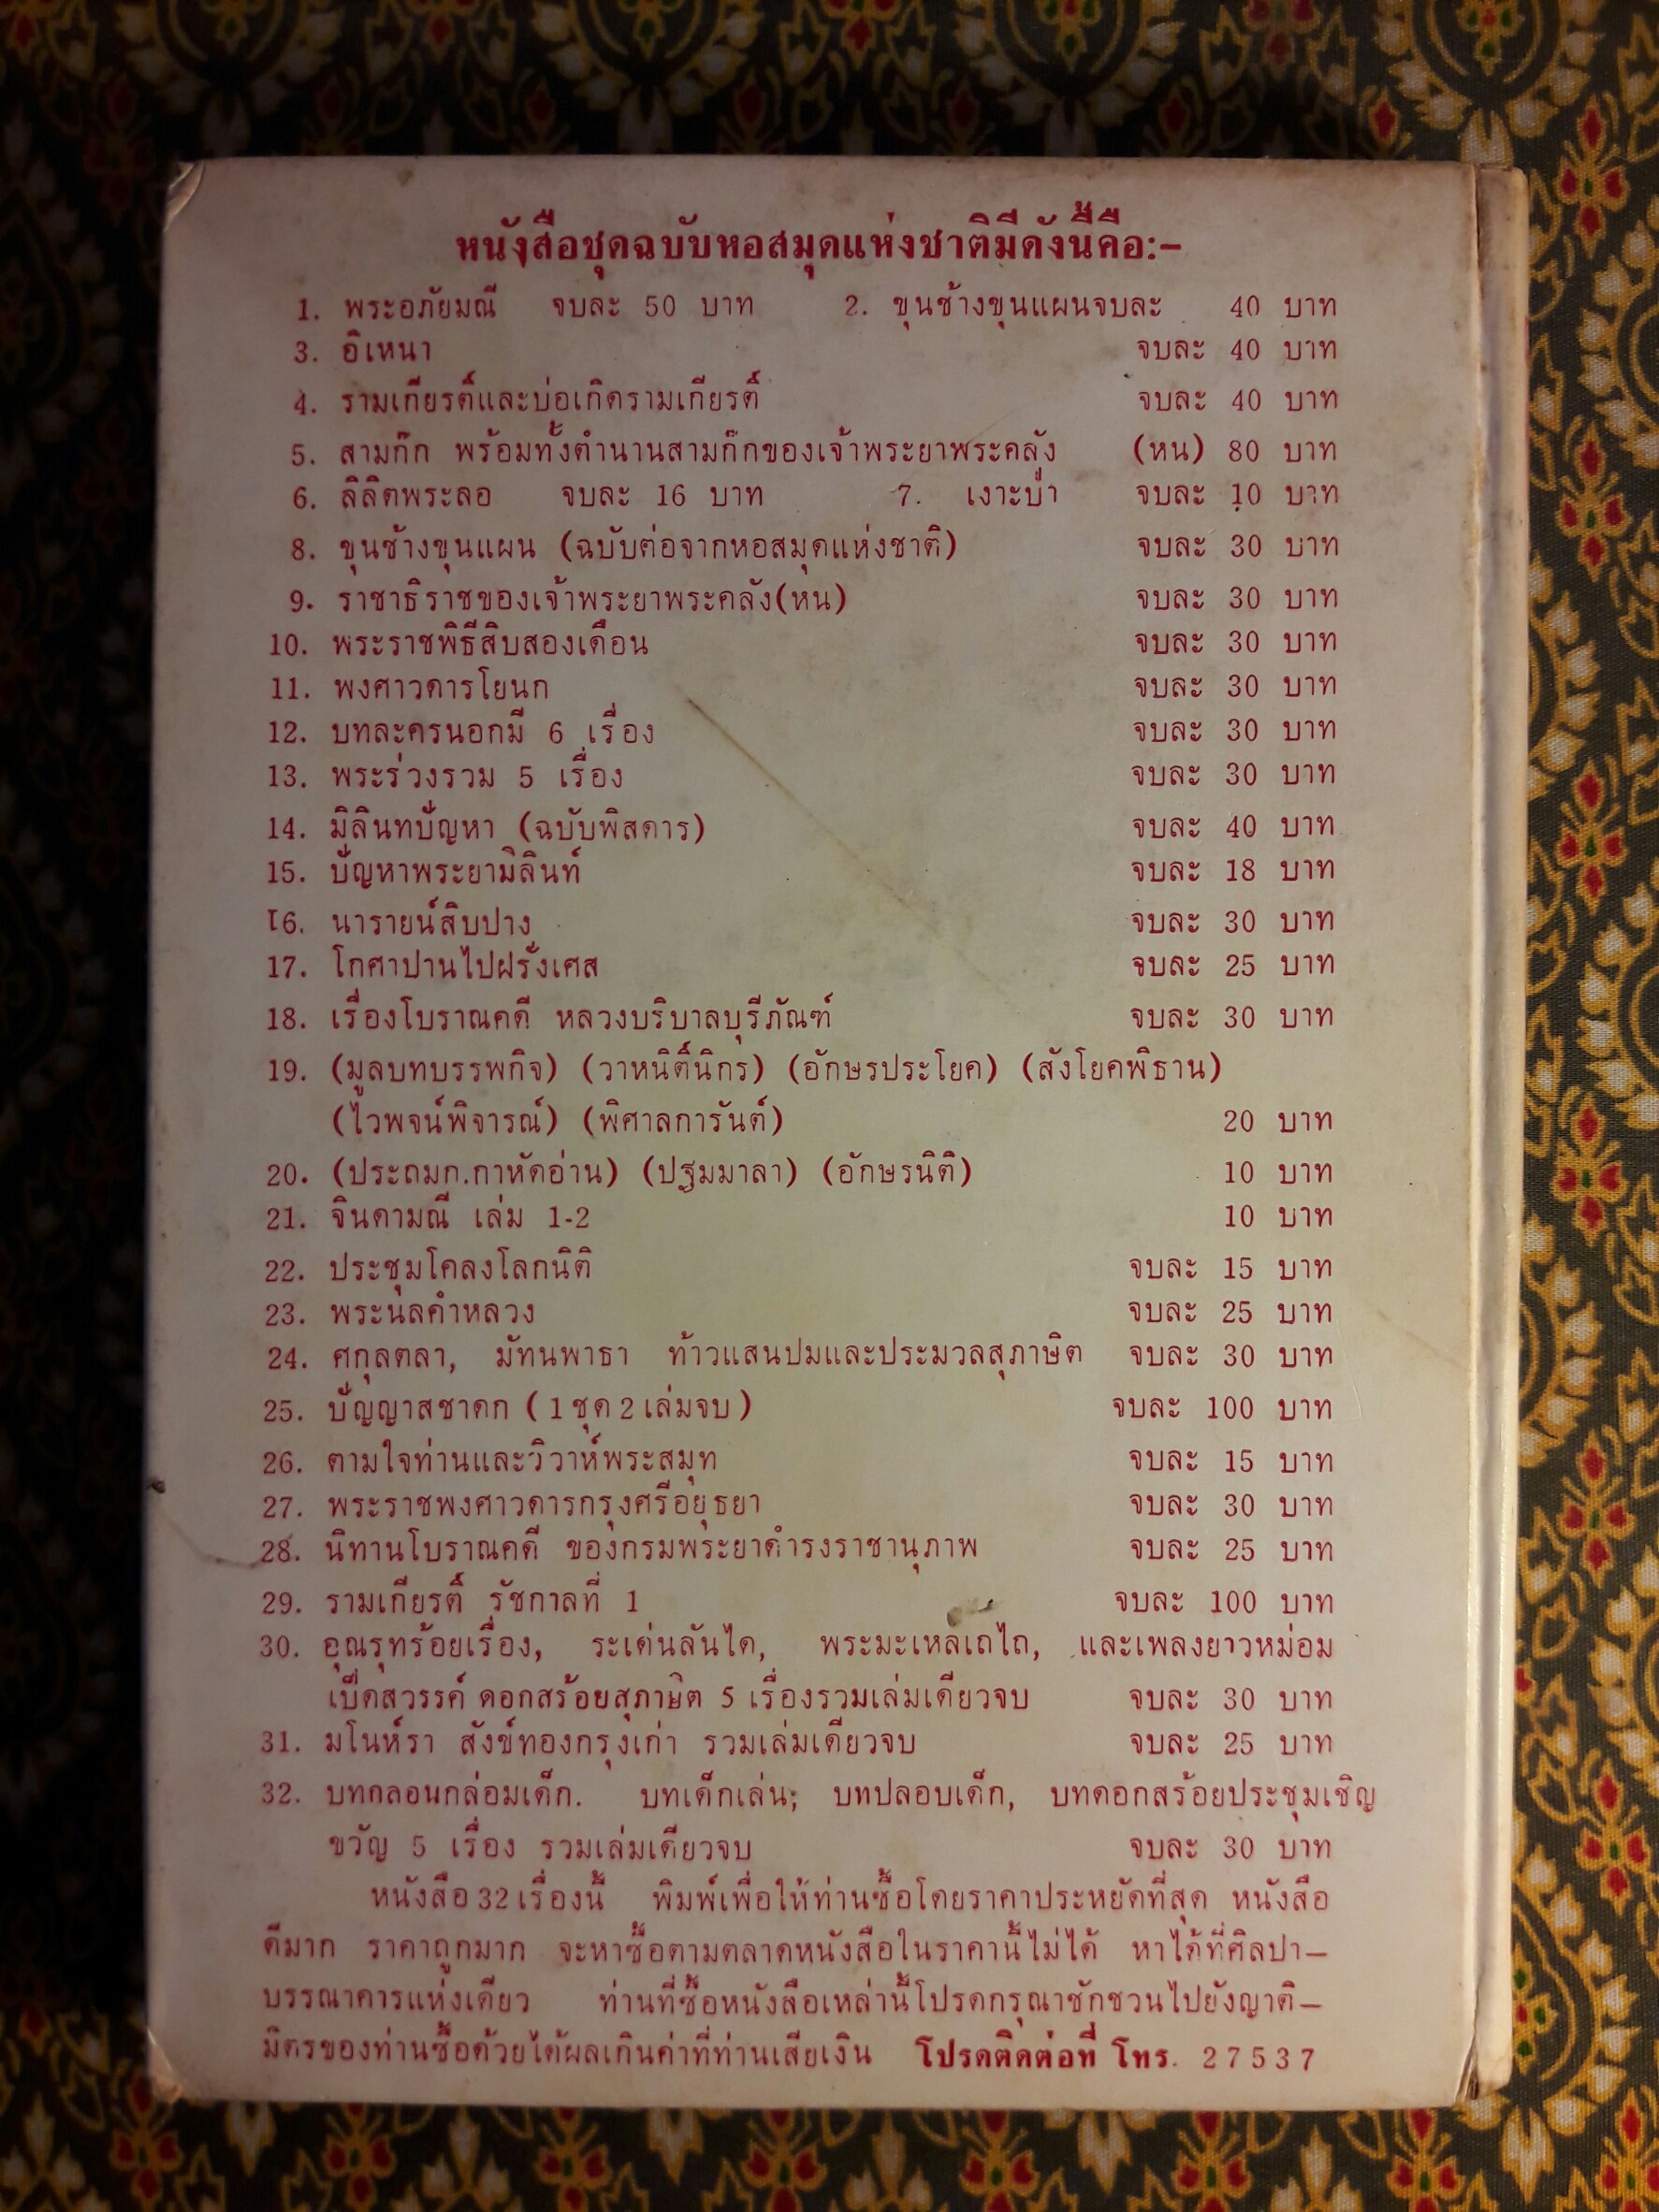 หนังสือชุดฉบับหอสมุดแห่งชาติมีดังนี้คือ:–
1. พระอภัยมณี จบละ 50 บาท 2. ขุนช้างขุนแผนจบละ 40 บาท
3. อิเหนา จบละ 40 บาท
4. รามเกียรติ์และบ่อเกิดรามเกียรติ์ จบละ 40 บาท
5. สามก๊ก พร้อมทั้งตำนานสามก๊กของเจ้าพระยาพระคลัง (หน) 80 บาท
6. ลิลิตพระลอ จบละ 16 บาท 7. เงาะป่า จบละ 10 บาท
8. ขุนช้างขุนแผน (ฉบับต่อจากหอสมุดแห่งชาติ) จบละ 30 บาท
9. ราชาธิราชของเจ้าพระยาพระคลัง(หน) จบละ 30 บาท
10. พระราชพิธีสิบสองเดือน จบละ 30 บาท
11. พงศาวดารโยนก จบละ 30 บาท
12. บทละครนอกมี 6 เรื่อง จบละ 30 บาท
13. พระร่วงรวม 5 เรื่อง จบละ 30 บาท
14. มิลินทปัญหา (ฉบับพิสดาร) จบละ 40 บาท
15. ปัญหาพระยามิลินท์ จบละ 18 บาท
16. นารายน์สิบปาง จบละ 30 บาท
17. โกศาปานไปฝรั่งเศส จบละ 25 บาท
18. เรื่องโบราณคดี หลวงบริบาลบุรีภัณฑ์ จบละ 30 บาท
19. (มูลบทบรรพกิจ) (วาหนิติ์นิกร) (อักษรประโยค) (สังโยคพิธาน)
(ไวพจน์พิจารณ์) (พิศาลการันต์) 20 บาท
20. (ประถมก.กาหัดอ่าน) (ปฐมมาลา) (อักษรนิติ) 10 บาท
21. จินดามณี เล่ม 1-2 10 บาท
22. ประชุมโคลงโลกนิติ จบละ 15 บาท
23. พระนลคำหลวง จบละ 25 บาท
24. ศกุลตลา, มัทนพาธา ท้าวแสนปมและประมวลสุภาษิต จบละ 30 บาท
25. ปัญญาสชาดก (1 ชุด 2 เล่มจบ) จบละ 100 บาท
26. ตามใจท่านและวิวาห์พระสมุท จบละ 15 บาท
27. พระราชพงศาวดารกรุงศรีอยุธยา จบละ 30 บาท
28. นิทานโบราณคดี ของกรมพระยาดำรงราชานุภาพ จบละ 25 บาท
29. รามเกียรติ์ รัชกาลที่ 1 จบละ 100 บาท
30. อุณรุทร้อยเรื่อง, ระเด่นลันได, พระมะเหลเถไถ, และเพลงยาวหม่อม
เป็ดสวรรค์ ดอกสร้อยสุภาษิต 5 เรื่องรวมเล่มเดียวจบ จบละ 30 บาท
31. มโนห์รา สังข์ทองกรุงเก่า รวมเล่มเดียวจบ จบละ 25 บาท
32. บทกลอนกล่อมเด็ก. บทเด็กเล่น; บทปลอบเด็ก, บทดอกสร้อยประชุมเชิญ
ขวัญ 5 เรื่อง รวมเล่มเดียวจบ จบละ 30 บาท
หนังสือ 32 เรื่องนี้ พิมพ์เพื่อให้ท่านซื้อโดยราคาประหยัดที่สุด หนังสือ
ดีมาก ราคาถูกมาก จะหาซื้อตามตลาดหนังสือในราคานี้ไม่ได้ หาได้ที่ศิลปา–
บรรณาคารแห่งเดียว ท่านที่ซื้อหนังสือเหล่านี้โปรดกรุณาชักชวนไปยังญาติ–
มิตรของท่านซื้อด้วยได้ผลเกินค่าที่ท่านเสียเงิน โปรดติดต่อที่ โทร. 27537